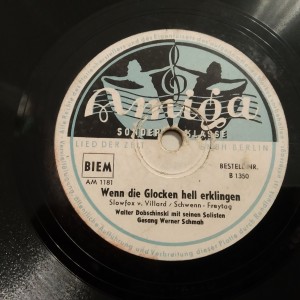 Amiga
SONDER KLASSE
LIED DER ZEIT
BERLIN
BIEM
BESTELL-NR.
AM 1181
B 1350
Wenn die Glocken hell erklingen
Slowfox v. Villard / Schwenn - Freytag
Walter Dobschinski mit seinen Solisten
Gesang Werner Schmah